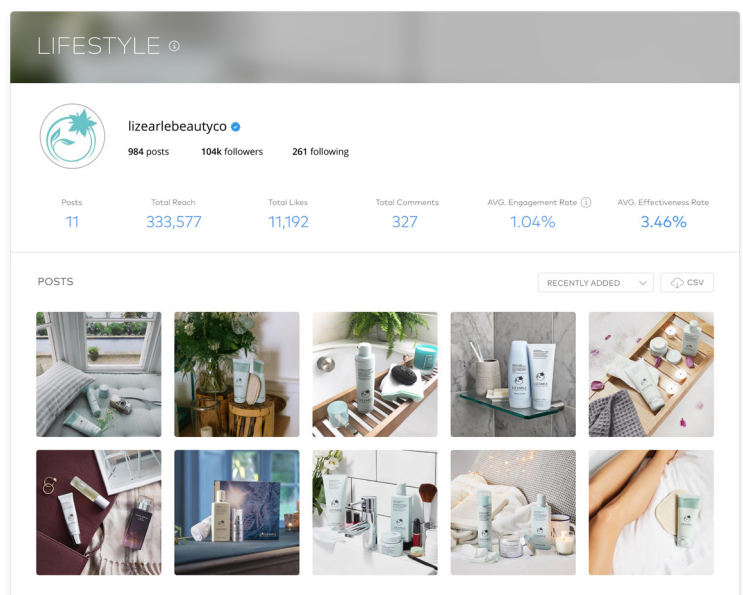 LIFESTYLE
lizearlebeautyco
984 posts 104k followers 261 following
Posts Total Reach Total Likes Total Comments AVG. Engagement Rate AVG. Effectiveness Rate
11 333,577 11,192 327 1.04% 3.46%
POSTS RECENTLY ADDED CSV